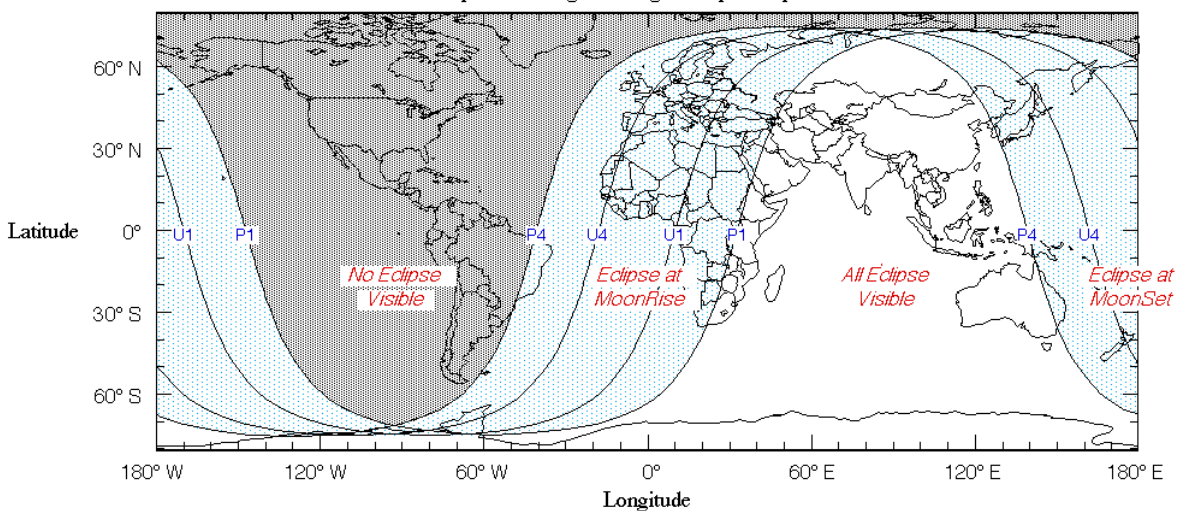 60° N
30° N
Latitude
0°
U1 P1 P4 U4 U1 P1 P4 U4
No Eclipse
Visible
Eclipse at
MoonRise
All Eclipse
Visible
Eclipse at
MoonSet
30° S
60° S
180° W 120° W 60° W 0° 60° E 120° E 180° E
Longitude